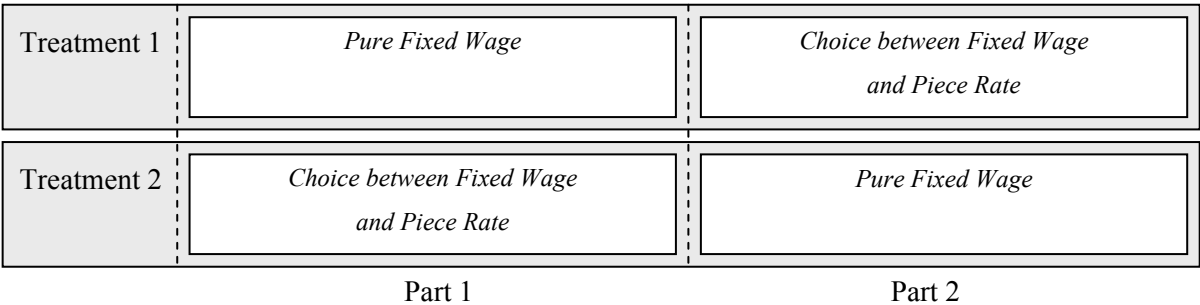 Treatment 1
Pure Fixed Wage
Choice between Fixed Wage
and Piece Rate
Treatment 2
Choice between Fixed Wage
and Piece Rate
Pure Fixed Wage
Part 1
Part 2